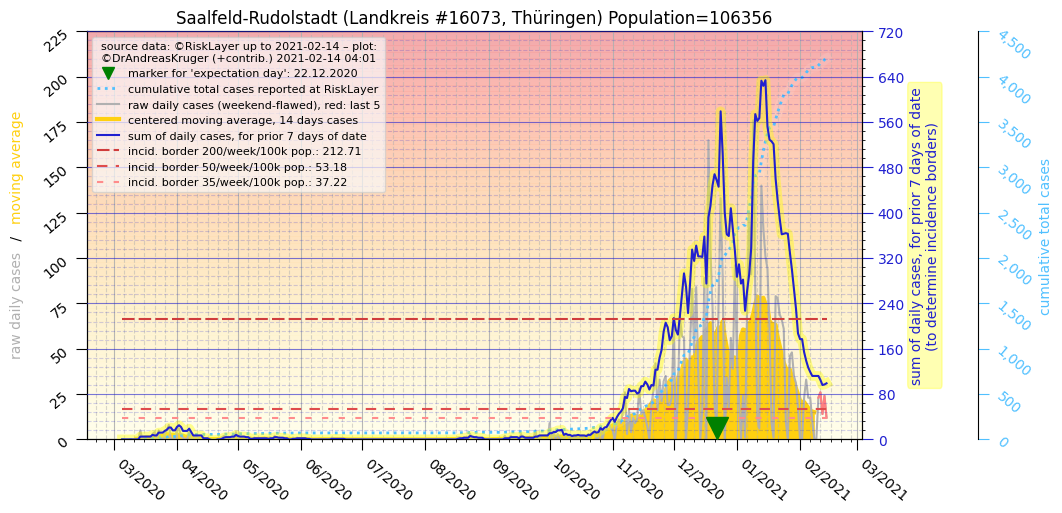 Saalfeld-Rudolstadt (Landkreis #16073, Thüringen) Population=106356
source data: ©RiskLayer up to 2021-02-14 – plot:
©DrAndreasKruger (+contrib.) 2021-02-14 04:01
marker for 'expectation day': 22.12.2020
cumulative total cases reported at RiskLayer
raw daily cases (weekend-flawed), red: last 5
centered moving average, 14 days cases
sum of daily cases, for prior 7 days of date
incid. border 200/week/100k pop.: 212.71
incid. border 50/week/100k pop.: 53.18
incid. border 35/week/100k pop.: 37.22
raw daily cases / moving average
225
200
175
150
125
100
75
50
25
0
03/2020
04/2020
05/2020
06/2020
07/2020
08/2020
09/2020
10/2020
11/2020
12/2020
01/2021
02/2021
03/2021
720
640
560
480
400
320
240
160
80
0
sum of daily cases, for prior 7 days of date
(to determine incidence borders)
4,500
4,000
3,500
3,000
2,500
2,000
1,500
1,000
500
0
cumulative total cases